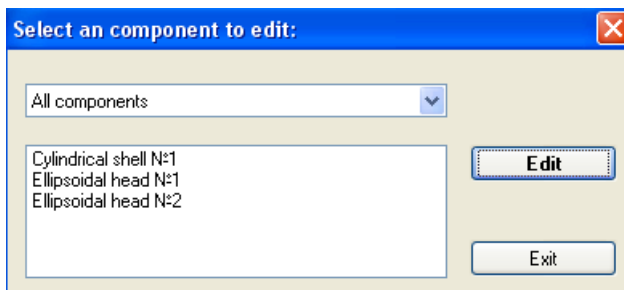 Select an component to edit:
All components
Cylindrical shell №1
Ellipsoidal head №1
Ellipsoidal head №2
Edit
Exit